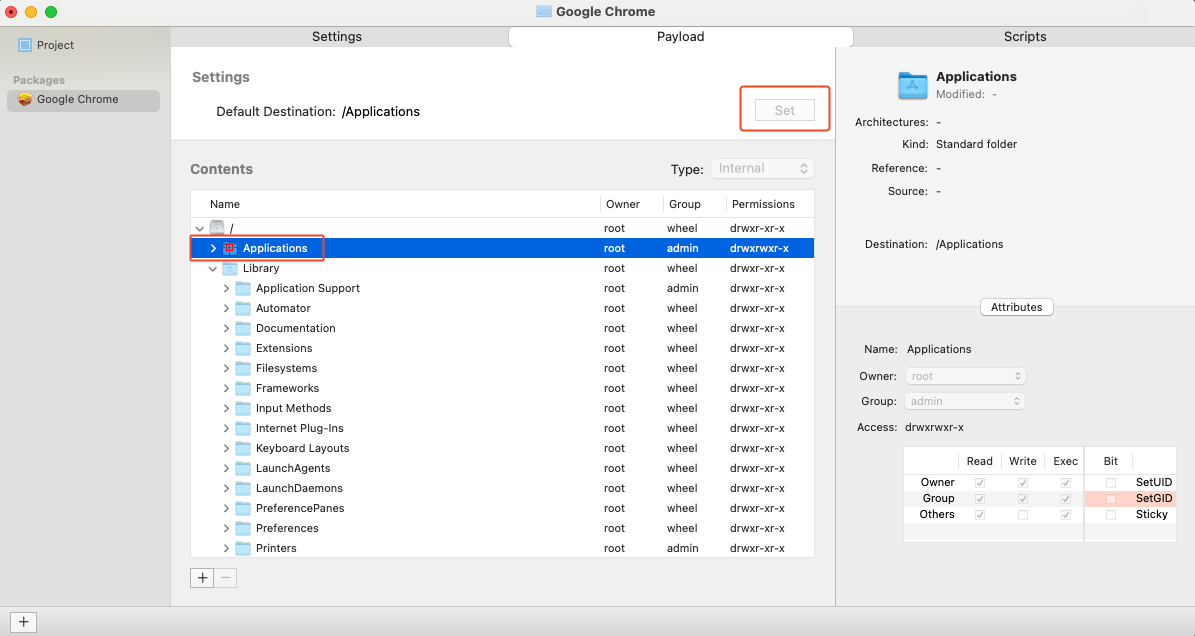 Google Chrome
Project
Packages
Google Chrome
Settings
Payload
Scripts
Settings
Default Destination: /Applications
Set
Contents
Type: Internal
Name Owner Group Permissions
/ root wheel drwxr-xr-x
Applications root admin drwxrwxr-x
Library root wheel drwxr-xr-x
Application Support root admin drwxr-xr-x
Automator root wheel drwxr-xr-x
Documentation root wheel drwxr-xr-x
Extensions root wheel drwxr-xr-x
Filesystems root wheel drwxr-xr-x
Frameworks root wheel drwxr-xr-x
Input Methods root wheel drwxr-xr-x
Internet Plug-Ins root wheel drwxr-xr-x
Keyboard Layouts root wheel drwxr-xr-x
LaunchAgents root wheel drwxr-xr-x
LaunchDaemons root wheel drwxr-xr-x
PreferencePanes root wheel drwxr-xr-x
Preferences root wheel drwxr-xr-x
Printers root admin drwxr-xr-x
+ −
Applications
Modified: -
Architectures: -
Kind: Standard folder
Reference: -
Source: -
Destination: /Applications
Attributes
Name: Applications
Owner: root
Group: admin
Access: drwxrwxr-x
Read Write Exec Bit
Owner SetUID
Group SetGID
Others Sticky
+